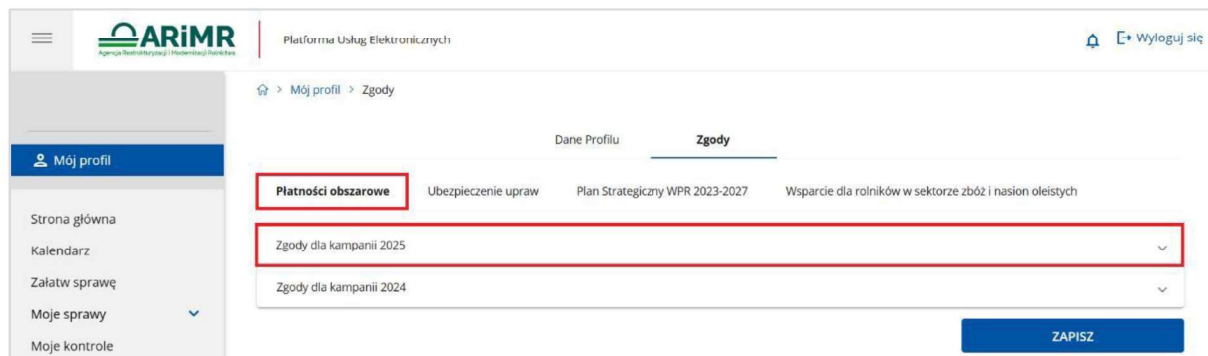 ARiMR
Agencja Restrukturyzacji i Modernizacji Rolnictwa
Platforma Usług Elektronicznych
Wyloguj się
Mój profil > Zgody
Dane Profilu
Zgody
Mój profil
Płatności obszarowe
Ubezpieczenie upraw
Plan Strategiczny WPR 2023-2027
Wsparcie dla rolników w sektorze zbóż i nasion oleistych
Strona główna
Kalendarz
Załatw sprawę
Moje sprawy
Moje kontrole
Zgody dla kampanii 2025
Zgody dla kampanii 2024
ZAPISZ